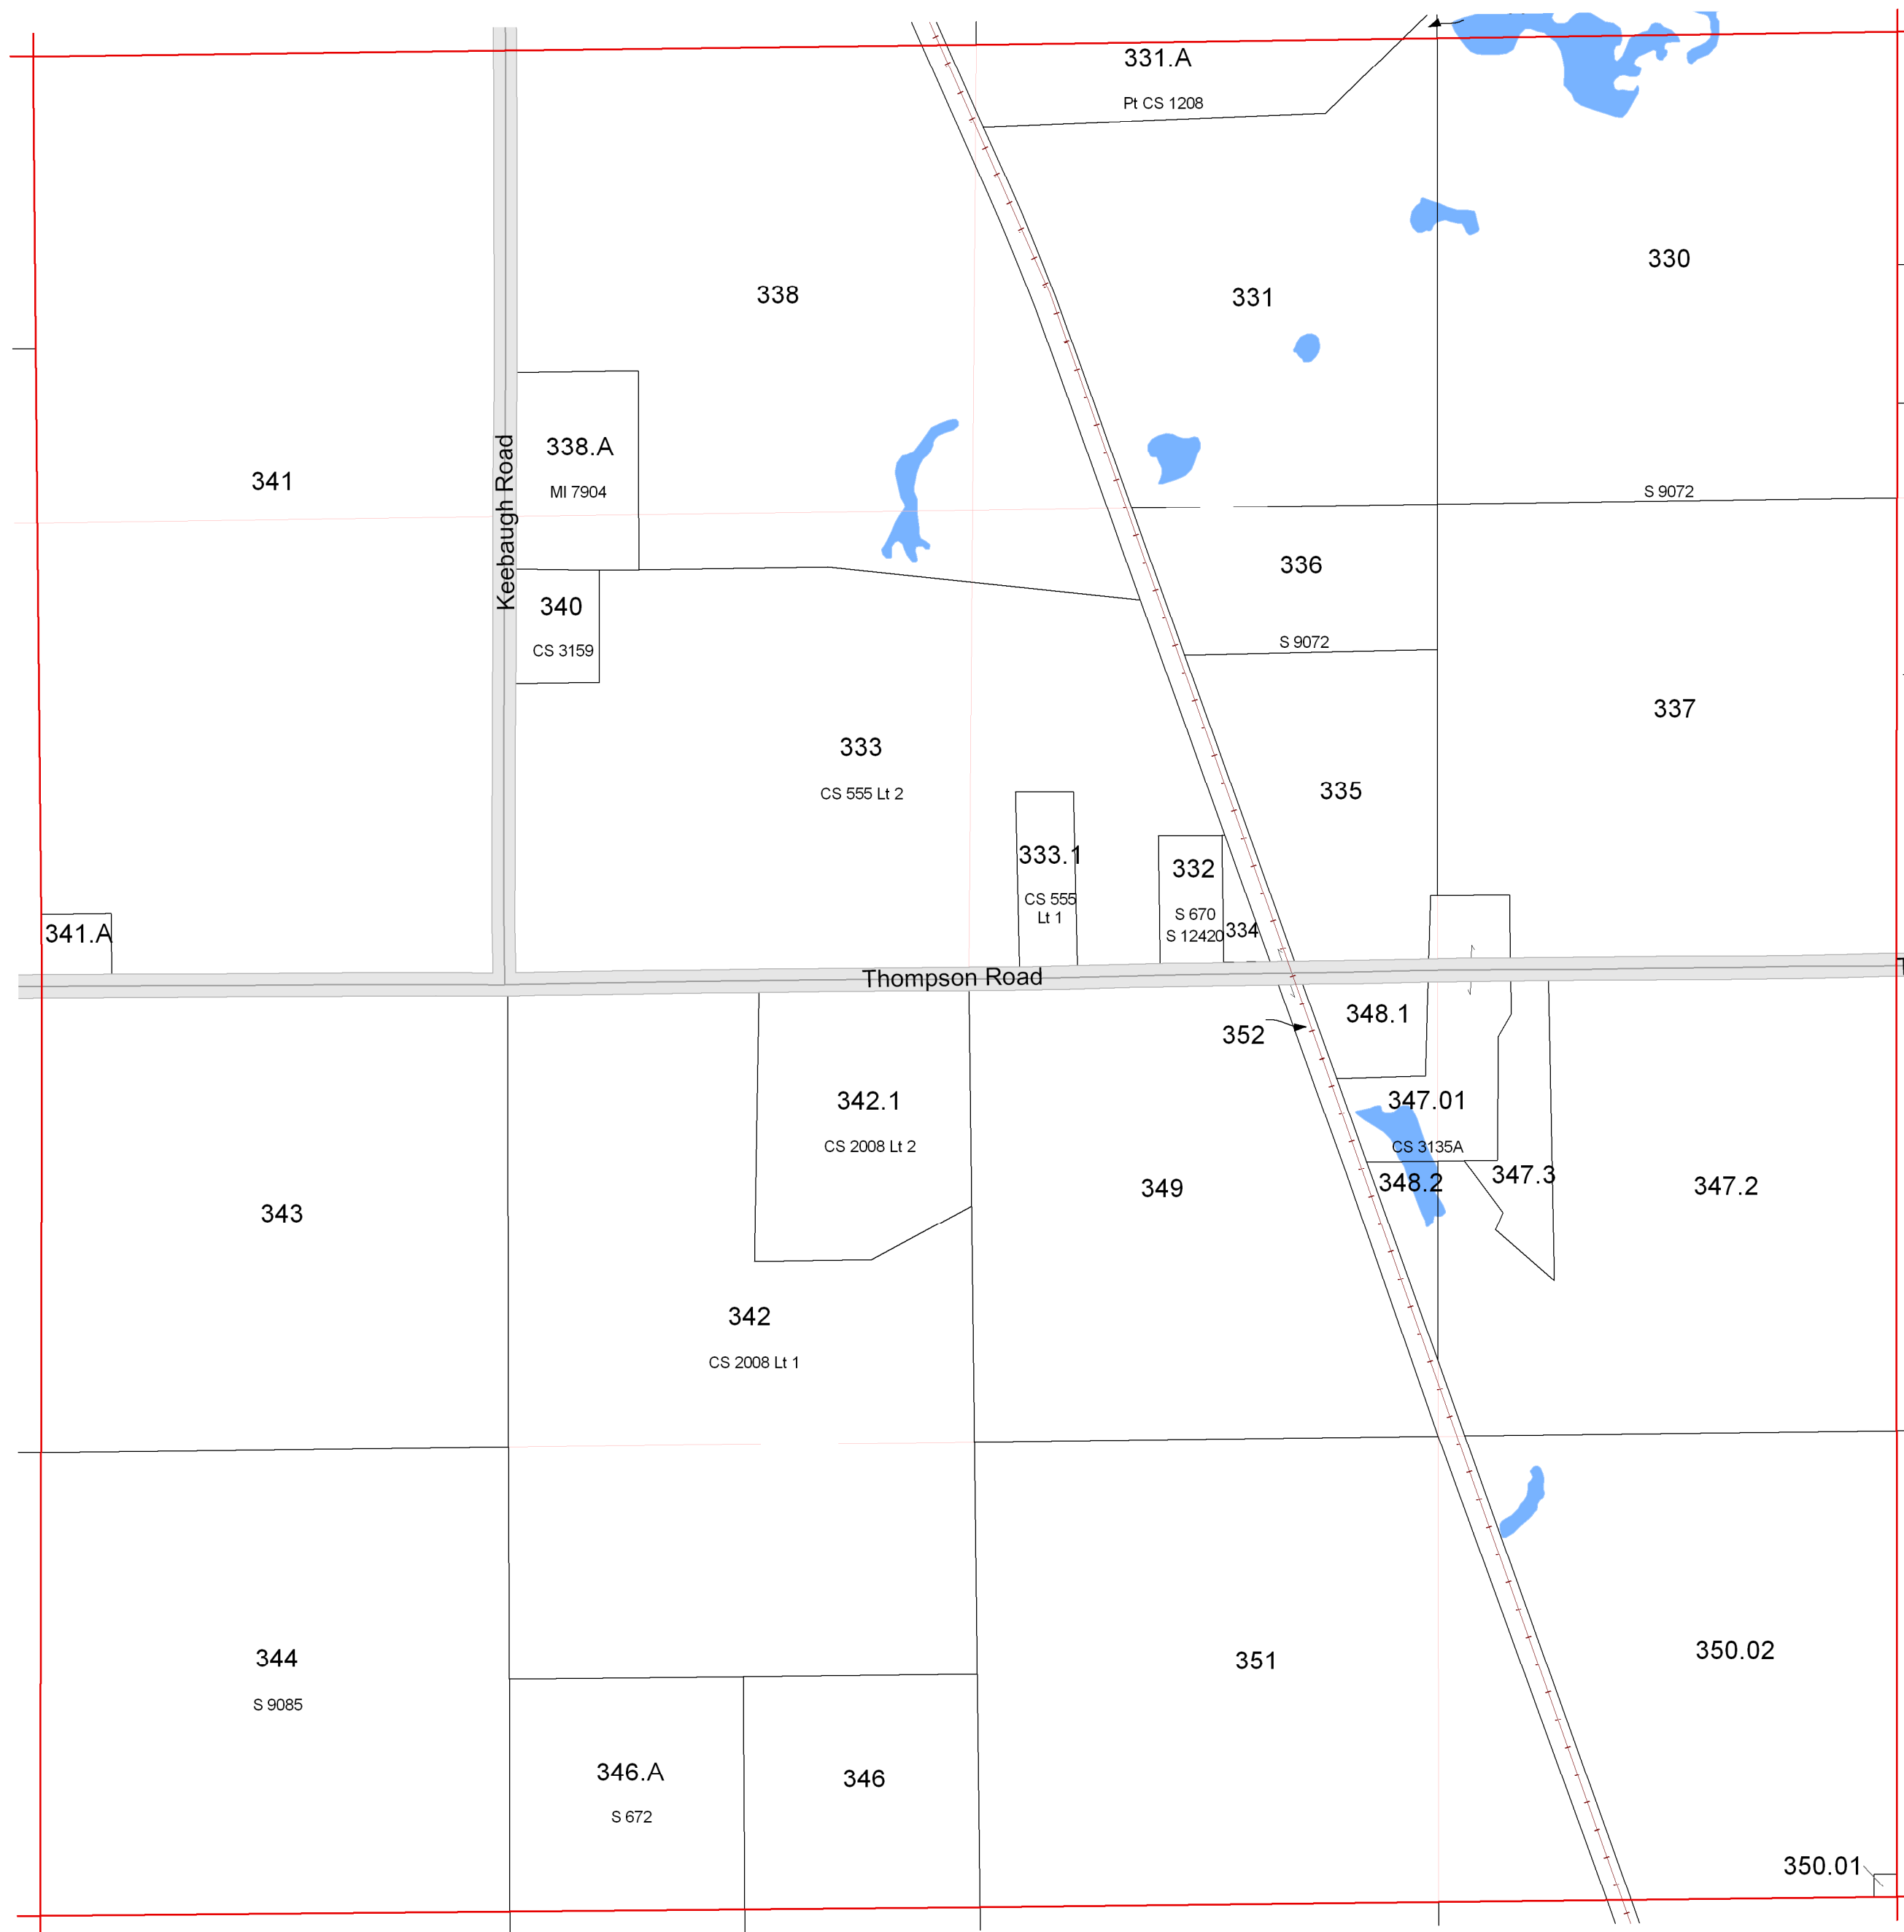 331.A
Pt CS 1208
330
338
331
338.A
MI 7904
341
Keebaugh Road
S 9072
336
340
CS 3159
S 9072
337
333
CS 555 Lt 2
335
333.1
CS 555
Lt 1
332
S 670
S 12420
334
341.A
Thompson Road
348.1
352
342.1
CS 2008 Lt 2
347.01
CS 3135A
349
348.2
347.3
347.2
343
342
CS 2008 Lt 1
344
S 9085
351
350.02
346.A
S 672
346
350.01